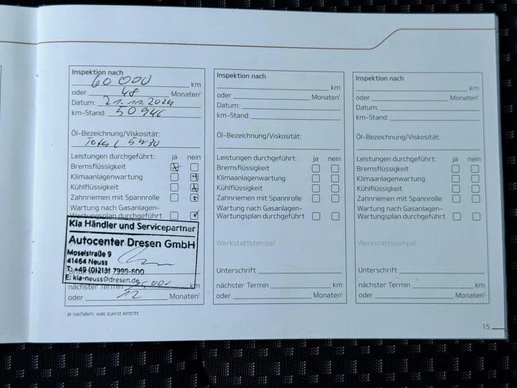 Inspektion nach
60 000 km
oder 48 Monaten¹
Datum: 21.11.2024
km-Stand: 50 946
Öl-Bezeichnung/Viskosität:
Total 5W30
Leistungen durchgeführt: ja nein
Bremsflüssigkeit
Klimaanlagenwartung
Kühlflüssigkeit
Zahnriemen mit Spannrolle
Wartung nach Gasanlagen-
Wartungsplan durchgeführt
Kia Händler und Servicepartner
Autocenter Dresen GmbH
Moselstraße 9
41464 Neuss
T: +49 (0)2131 7999-600
E: kia-neuss@dresen.de
nächster Termin
oder 12 Monaten¹
Inspektion nach
km
oder Monaten¹
Datum:
km-Stand:
Öl-Bezeichnung/Viskosität:
Leistungen durchgeführt: ja nein
Bremsflüssigkeit
Klimaanlagenwartung
Kühlflüssigkeit
Zahnriemen mit Spannrolle
Wartung nach Gasanlagen-
Wartungsplan durchgeführt
Werkstattstempel
Unterschrift
nächster Termin km
oder Monaten¹
Inspektion nach
km
oder Monaten¹
Datum:
km-Stand:
Öl-Bezeichnung/Viskosität:
Leistungen durchgeführt: ja nein
Bremsflüssigkeit
Klimaanlagenwartung
Kühlflüssigkeit
Zahnriemen mit Spannrolle
Wartung nach Gasanlagen-
Wartungsplan durchgeführt
Werkstattstempel
Unterschrift
nächster Termin km
oder Monaten¹
je nachdem, was zuerst eintritt
15